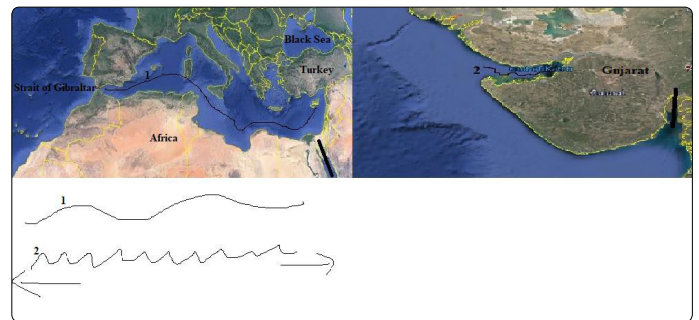 Black Sea
Turkey
1
Strait of Gibraltar
Africa
2
Gujarat
1
2